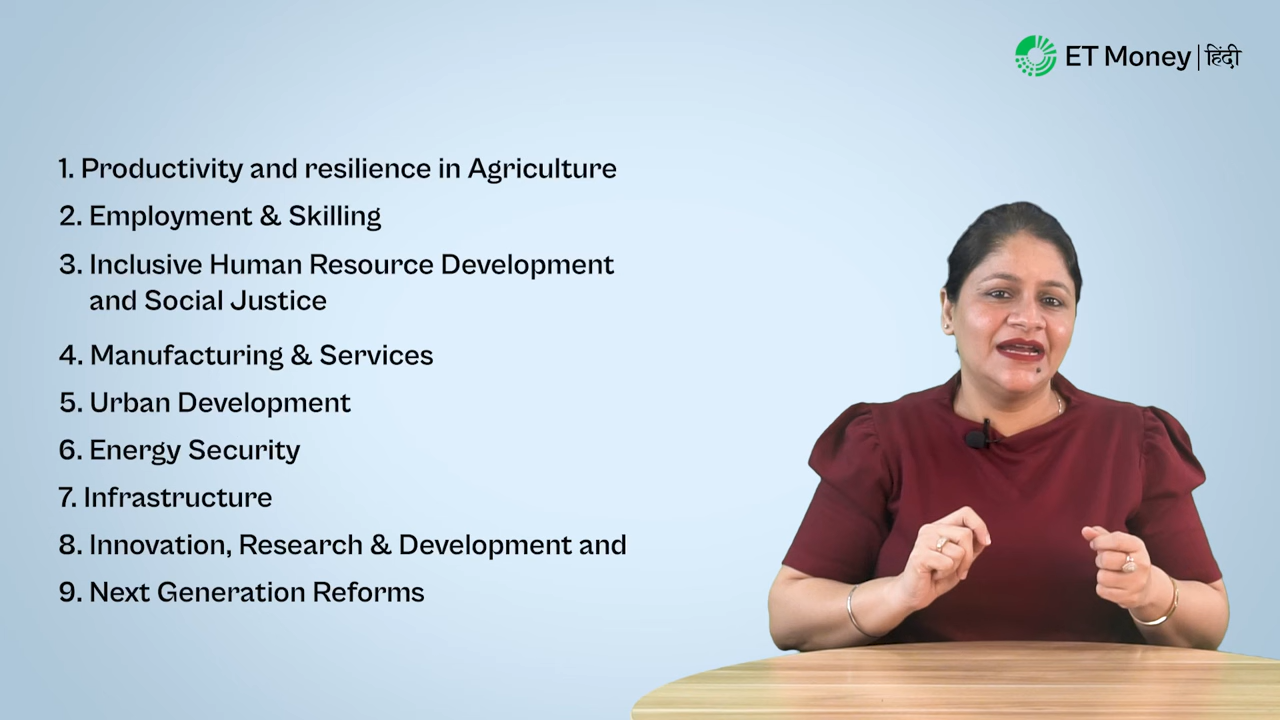 ET Money | हिंदी
1. Productivity and resilience in Agriculture
2. Employment & Skilling
3. Inclusive Human Resource Development
and Social Justice
4. Manufacturing & Services
5. Urban Development
6. Energy Security
7. Infrastructure
8. Innovation, Research & Development and
9. Next Generation Reforms